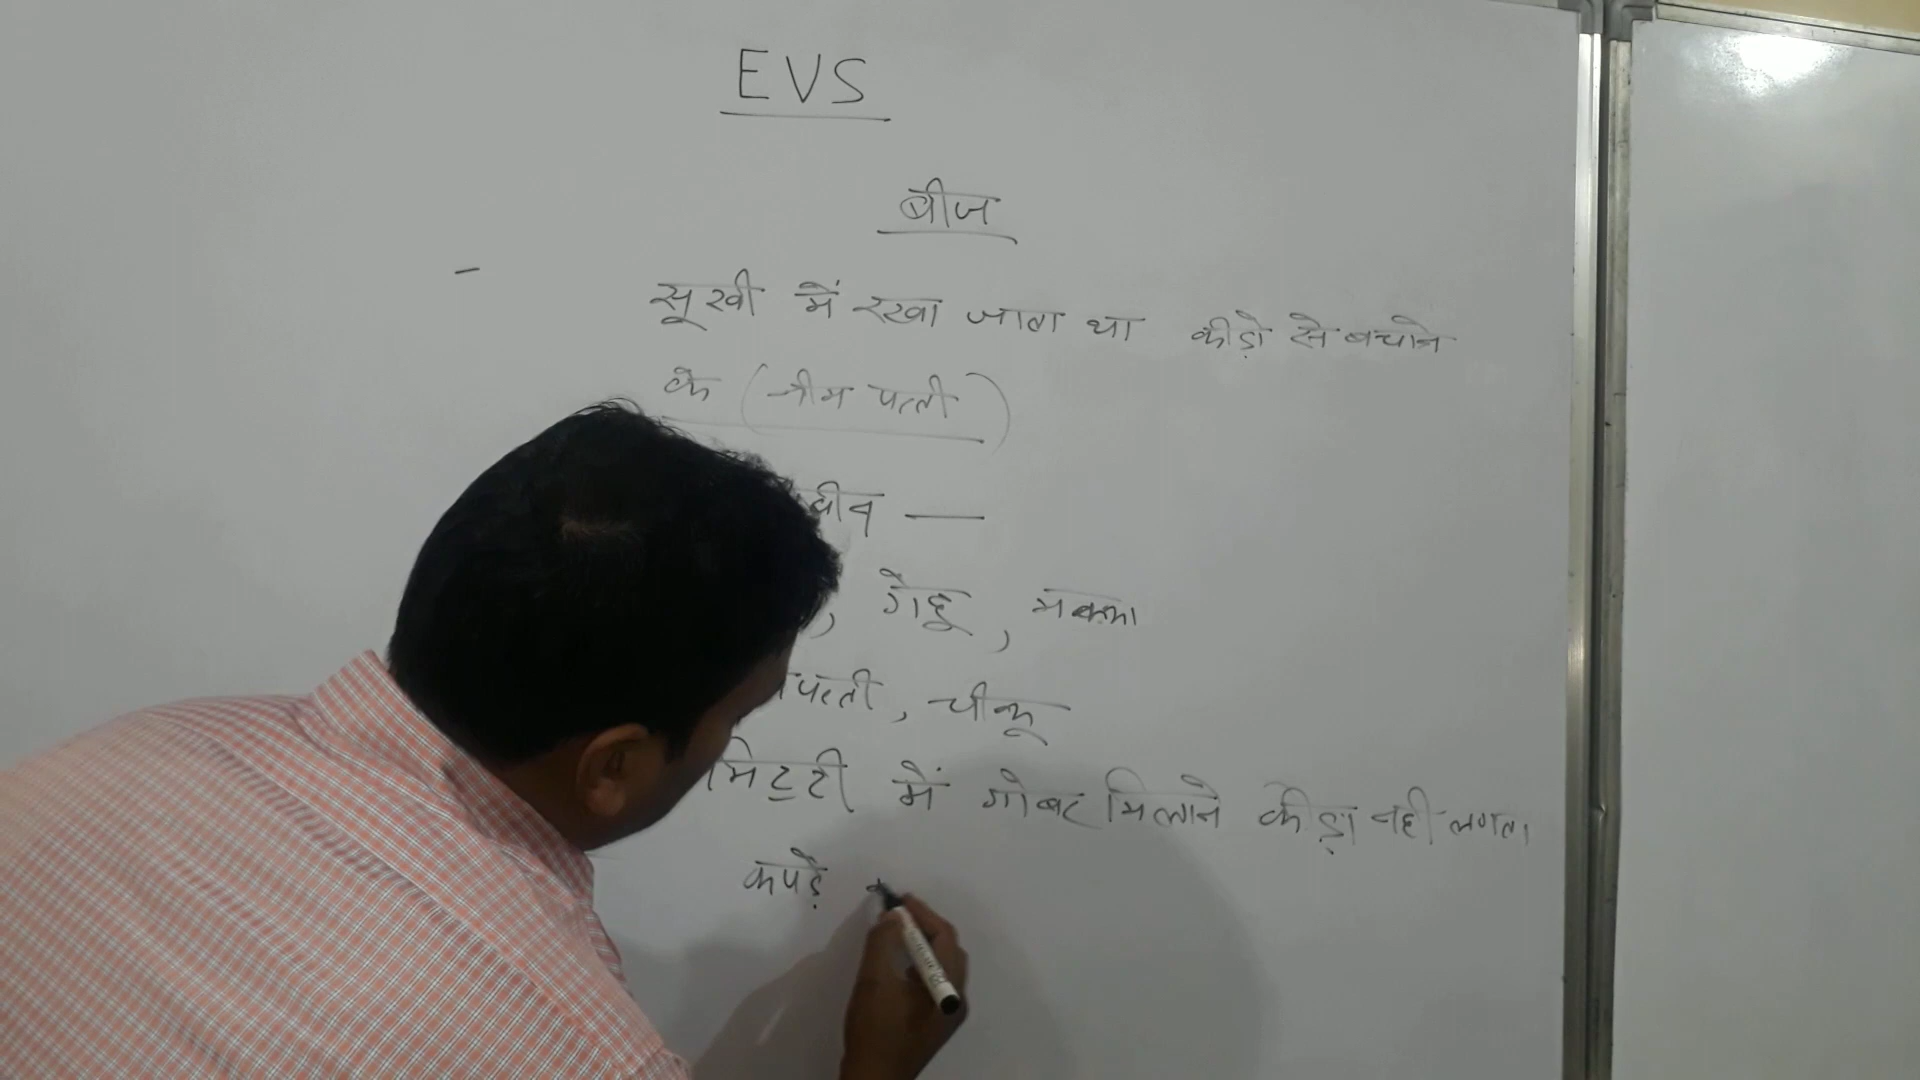 EVS
बीज
सूखी में रखा जाता था कीड़ो से बचाने
के (नीम पत्ती)
—
, गेहू, मक्का
पत्ती, चीकू
मिट्टी में गोबर मिलाने कीड़ा नही लगता
कपड़े